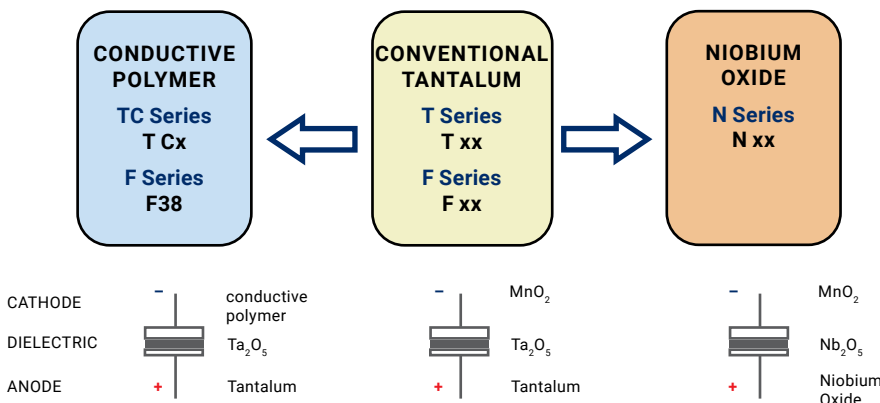 CONDUCTIVE
POLYMER
TC Series
T Cx
F Series
F38
CONVENTIONAL
TANTALUM
T Series
T xx
F Series
F xx
NIOBIUM
OXIDE
N Series
N xx
CATHODE
–
conductive
polymer
–
MnO₂
–
MnO₂
DIELECTRIC
Ta₂O₅
Ta₂O₅
Nb₂O₅
ANODE
+
Tantalum
+
Tantalum
+
Niobium
Oxide